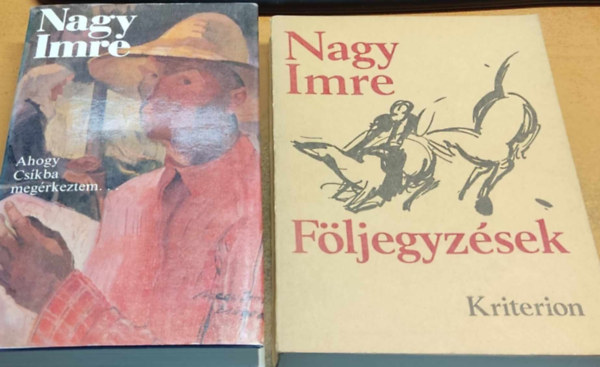 Nagy
Imre
Ahogy
Csíkba
megérkeztem...
Nagy
Imre
Följegyzések
Kriterion